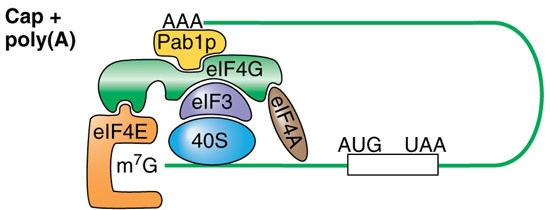 Cap +
poly(A)
AAA
Pab1p
eIF4G
eIF3
eIF4A
eIF4E
40S
m⁷G
AUG
UAA